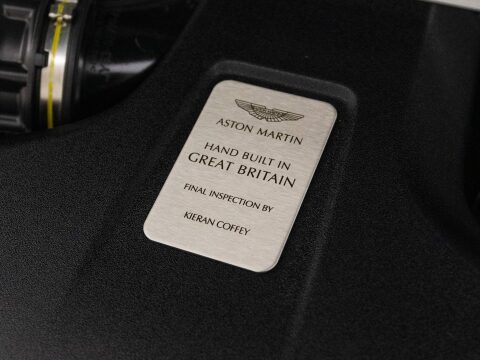 ASTON MARTIN
HAND BUILT IN
GREAT BRITAIN
FINAL INSPECTION BY
KIERAN COFFEY